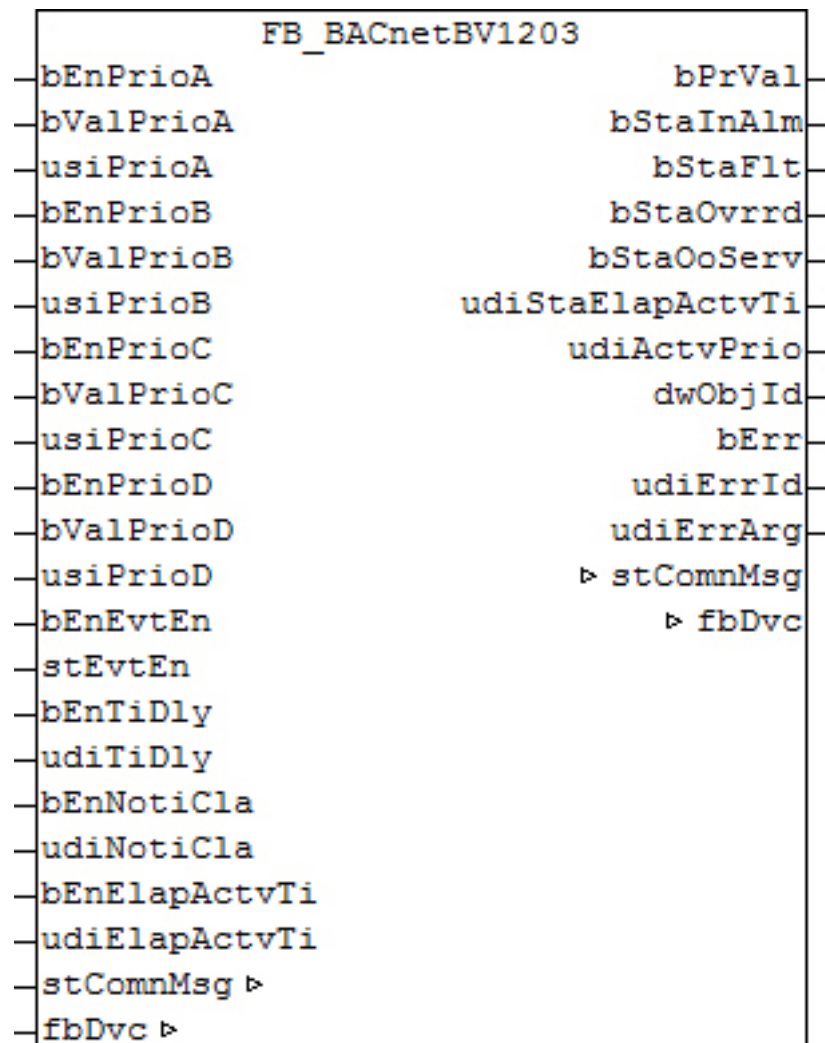 FB_BACnetBV1203
bEnPrioA bPrVal
bValPrioA bStaInAlm
usiPrioA bStaFlt
bEnPrioB bStaOvrrd
bValPrioB bStaOoServ
usiPrioB udiStaElapActvTi
bEnPrioC udiActvPrio
bValPrioC dwObjId
usiPrioC bErr
bEnPrioD udiErrId
bValPrioD udiErrArg
usiPrioD ▹ stComnMsg
bEnEvtEn ▹ fbDvc
stEvtEn
bEnTiDly
udiTiDly
bEnNotiCla
udiNotiCla
bEnElapActvTi
udiElapActvTi
stComnMsg ▹
fbDvc ▹